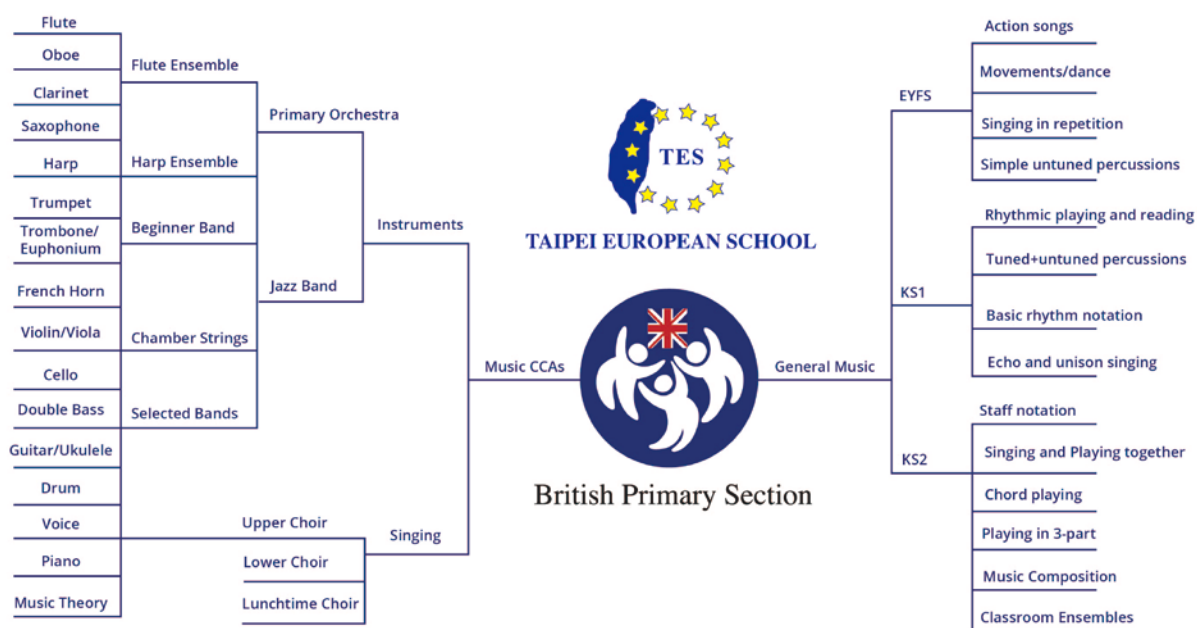 Flute
Oboe
Clarinet
Saxophone
Harp
Trumpet
Trombone/
Euphonium
French Horn
Violin/Viola
Cello
Double Bass
Guitar/Ukulele
Drum
Voice
Piano
Music Theory
Flute Ensemble
Harp Ensemble
Beginner Band
Chamber Strings
Selected Bands
Primary Orchestra
Jazz Band
Upper Choir
Lower Choir
Lunchtime Choir
Instruments
Singing
Music CCAs
TES
TAIPEI EUROPEAN SCHOOL
British Primary Section
General Music
EYFS
Action songs
Movements/dance
Singing in repetition
Simple untuned percussions
KS1
Rhythmic playing and reading
Tuned+untuned percussions
Basic rhythm notation
Echo and unison singing
KS2
Staff notation
Singing and Playing together
Chord playing
Playing in 3-part
Music Composition
Classroom Ensembles